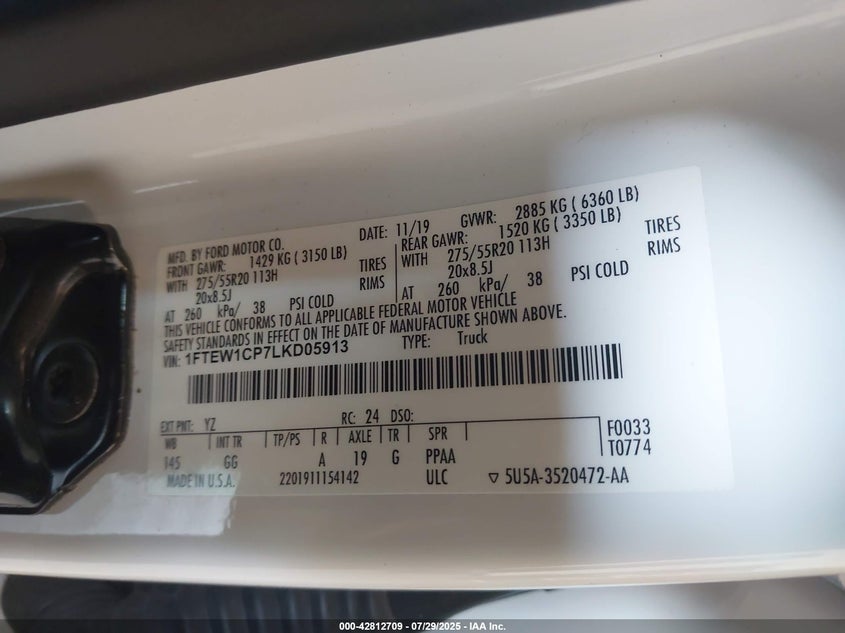 MFD. BY FORD MOTOR CO. DATE: 11/19 GVWR: 2885 KG ( 6360 LB)
FRONT GAWR: 1429 KG ( 3150 LB) REAR GAWR: 1520 KG ( 3350 LB)
WITH 275/55R20 113H TIRES WITH 275/55R20 113H TIRES
20x8.5J RIMS 20x8.5J RIMS
AT 260 kPa/ 38 PSI COLD AT 260 kPa/ 38 PSI COLD
THIS VEHICLE CONFORMS TO ALL APPLICABLE FEDERAL MOTOR VEHICLE
SAFETY STANDARDS IN EFFECT ON THE DATE OF MANUFACTURE SHOWN ABOVE.
VIN: 1FTEW1CP7LKD05913 TYPE: Truck
EXT PNT: YZ RC: 24 DSO: F0033
WB INT TR TP/PS R AXLE TR SPR T0774
145 GG A 19 G PPAA
MADE IN U.S.A. 2201911154142 ULC ▽ 5U5A-3520472-AA
000-42812709 - 07/29/2025 - IAA Inc.